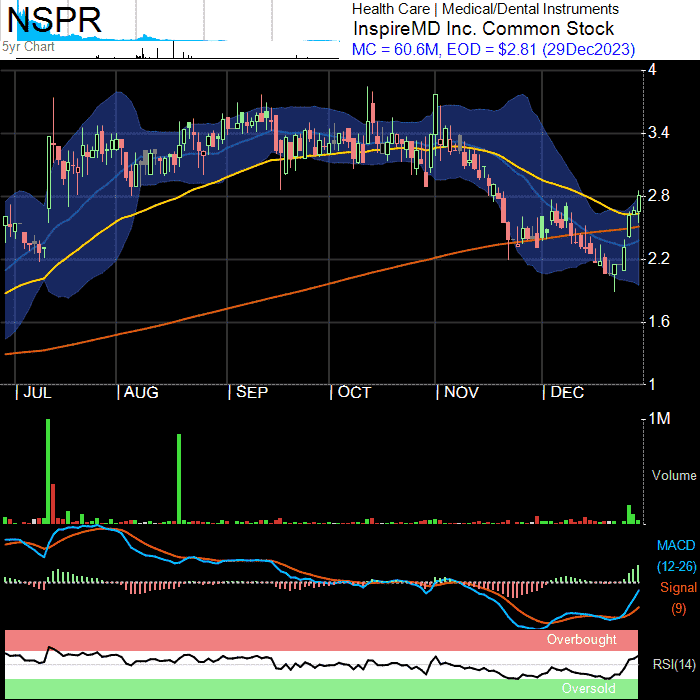 NSPR
5yr Chart
Health Care | Medical/Dental Instruments
InspireMD Inc. Common Stock
MC = 60.6M, EOD = $2.81 (29Dec2023)
4
3.4
2.8
2.2
1.6
1
| JUL | AUG | SEP | OCT | NOV | DEC
1M
Volume
MACD
(12-26)
Signal
(9)
Overbought
RSI(14)
Oversold